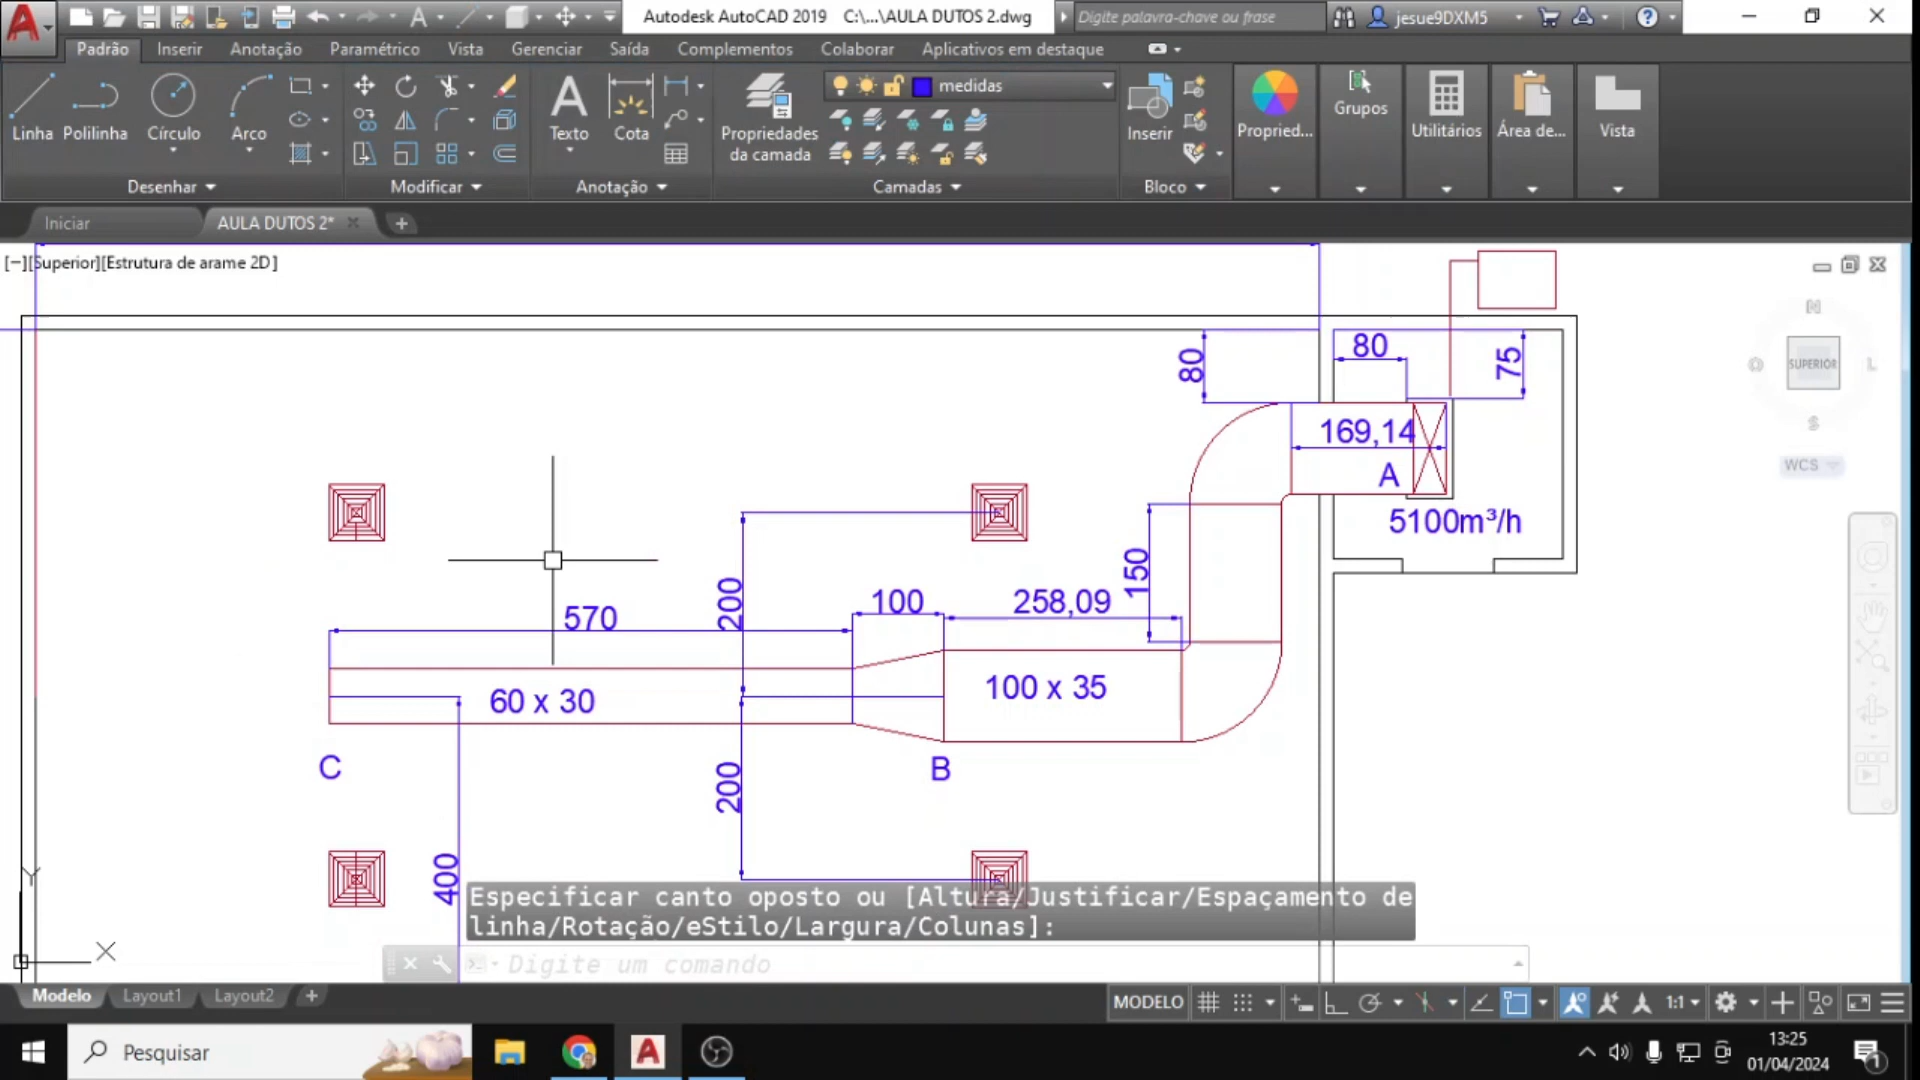 Autodesk AutoCAD 2019 C:\...\AULA DUTOS 2.dwg
Digite palavra-chave ou frase
jesue9DXM5
Padrão Inserir Anotação Paramétrico Vista Gerenciar Saída Complementos Colaborar Aplicativos em destaque
Linha Polilinha Círculo Arco
Texto Cota
Propriedades da camada
medidas
Inserir
Propried...
Grupos
Utilitários
Área de...
Vista
Desenhar Modificar Anotação Camadas Bloco
Iniciar AULA DUTOS 2*
[−][Superior][Estrutura de arame 2D]
N
O SUPERIOR L
S
WCS
80
80
75
169,14
A
5100m³/h
150
200
570
100
258,09
60 x 30
100 x 35
C
B
200
400
Y
X
Especificar canto oposto ou [Altura/Justificar/Espaçamento de
linha/Rotação/eStilo/Largura/Colunas]:
Digite um comando
Modelo Layout1 Layout2
MODELO
1:1
Pesquisar
13:25
01/04/2024
1